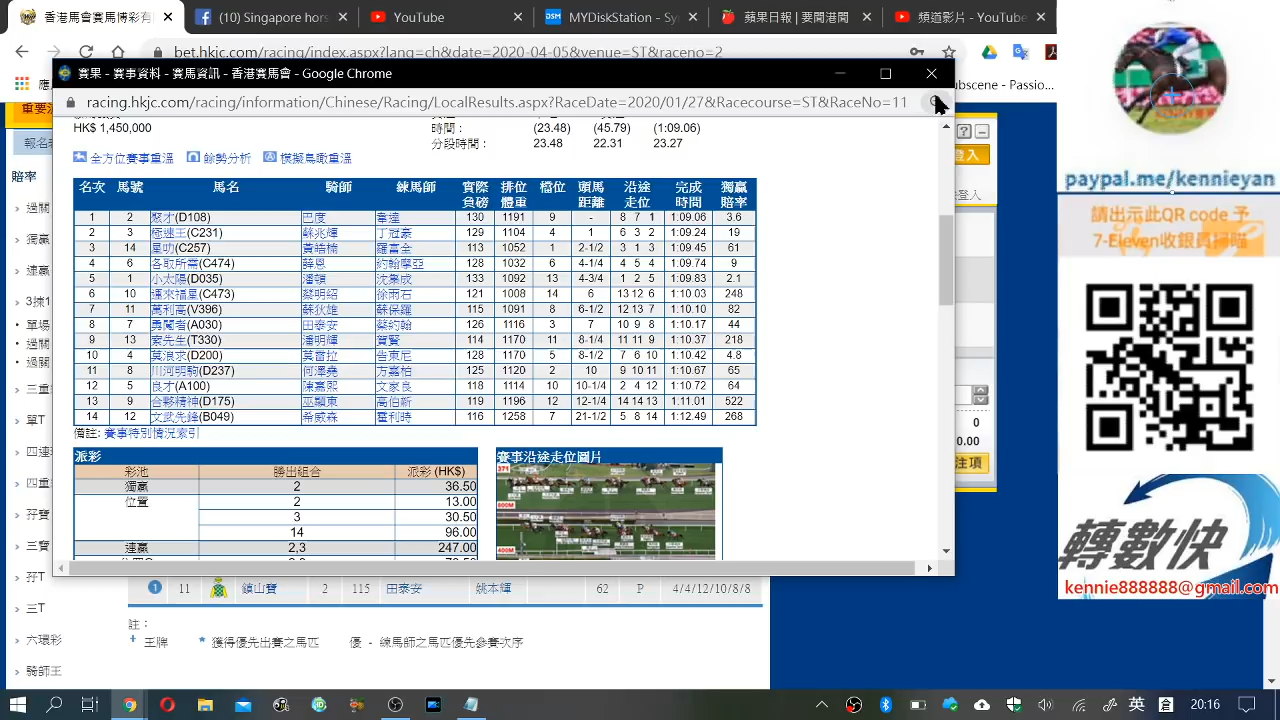 香港賽馬會彩有
(10) Singapore hors
YouTube
MYDiskStation - Sy
蘋果日報 | 要聞港聞
頻道影片 - YouTube
bet.hkjc.com/racing/index.aspx?lang=ch&date=2020-04-05&venue=ST&raceno=2
賽果 - 賽事資料 - 賽馬資訊 - 香港賽馬會 - Google Chrome
ubscene - Passio
racing.hkjc.com/racing/information/Chinese/Racing/LocalResults.aspx?RaceDate=2020/01/27&Racecourse=ST&RaceNo=11
HK$ 1,450,000 時間： (23.48) (45.79) (1:09.06)
分段時間： 23.48 22.31 23.27
全方位賽事重溫 餘勢分析 模擬鳥瞰重溫
名次 馬號 馬名 騎師 練馬師 實際負磅 排位體重 檔位 頭馬距離 沿途走位 完成時間 獨贏賠率
1 2 (D108) 巴度 1191 130 9 - 8 7 1 1:09.06 3.6
2 3 極速王(C231) 蘇兆輝 丁冠豪 129 1104 4 1 6 3 2 1:09.24 19
3 14 (C257) 黃皓楠 羅富全 113 1052 1 2-1/2 3 1 3 1:09.45 61
4 6 各取所需(C474) 薛恩 約翰摩亞 128 1032 6 4-1/4 4 5 4 1:09.74 9
5 1 小太陽(D035) 潘頓 沈集成 133 1092 13 4-3/4 1 2 5 1:09.83 2.1
6 10 運來福星(C473) 蔡明紹 徐雨石 121 1008 14 6 13 12 6 1:10.03 248
7 11 萬利高(V396) 蘇狄雄 蘇保羅 115 1091 8 6-1/2 12 13 7 1:10.10 82
8 7 勇闖者(A030) 田泰安 蔡約翰 126 1116 3 7 10 9 8 1:10.17 44
9 13 (T330) 潘明輝 賀賢 114 1170 11 8-1/4 11 11 9 1:10.37 218
10 4 莫浪求(D200) 莫雷拉 告東尼 128 1170 5 8-1/2 7 6 10 1:10.42 4.8
11 8 川河明駒(D237) 何澤堯 方嘉柏 125 1120 2 10 9 8 11 1:10.67 65
12 5 良才(A100) 陳嘉熙 文家良 118 1114 10 10-1/4 2 4 12 1:10.72 64
13 9 合夥精神(D175) 巫顯東 高伯新 119 1196 12 12-1/4 14 14 13 1:11.01 522
14 12 文武先鋒(B049) 希威森 霍利時 116 1258 7 21-1/2 5 8 14 1:12.49 268
備註: 賽事特別情況索引
派彩 賽事沿途走位圖片
彩池 勝出組合 派彩 (HK$)
獨贏 2 36.50
位置 2 13.00
3 30.50
14 96.00
連贏 2,3 247.00
371
800M
400M
重要
報名
賠率
過關
獨贏
連贏
3揀1
單場
過關
過關
三重
單T
四連
四重
孖寶
三寶
孖T
三T
六環彩
騎師王
登入
0
0.00
注項
1 11 鎮山寶 2 115 田泰安 姚本輝 62 P 4/4/12/10/8/8
註：
+ 王牌 * 獲得優先出賽之馬匹 優 - 練馬師之馬匹優先參賽次序
paypal.me/kennieyan
請出示此QR code 予
7-Eleven收銀員掃瞄
轉數快
kennie888888@gmail.com
英 20:16